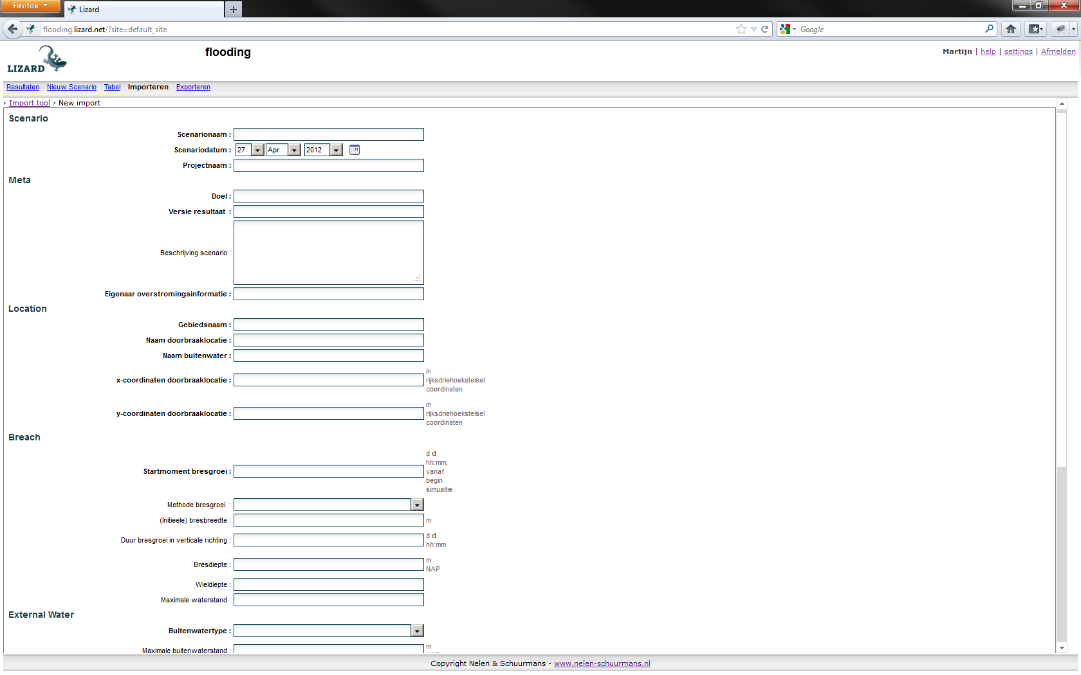 Firefox
Lizard
flooding.lizard.net/?site=default_site
Google
LIZARD
flooding
Martijn | help | settings | Afmelden
Resultaten Nieuw Scenario Tabel Importeren Exporteren
› Import tool › New import
Scenario
Scenarionaam :
Scenariodatum : 27 Apr 2012
Projectnaam :
Meta
Doel :
Versie resultaat :
Beschrijving scenario :
Eigenaar overstromingsinformatie :
Location
Gebiedsnaam :
Naam doorbraaklocatie :
Naam buitenwater :
x-coordinaten doorbraaklocatie :
in
rijksdriehoekstelsel
coordinaten
y-coordinaten doorbraaklocatie :
in
rijksdriehoekstelsel
coordinaten
Breach
Startmoment bresgroei :
d d
hh:mm,
vanaf
begin
simualtie
Methode bresgroei :
(Initieele) bresbreedte : m
Duur bresgroei in verticale richting :
d d
hh:mm
Bresdiepte :
m
NAP
Wieldiepte :
Maximale waterstand :
External Water
Buitenwatertype :
Maximale buitenwaterstand : m
Copyright Nelen & Schuurmans - www.nelen-schuurmans.nl